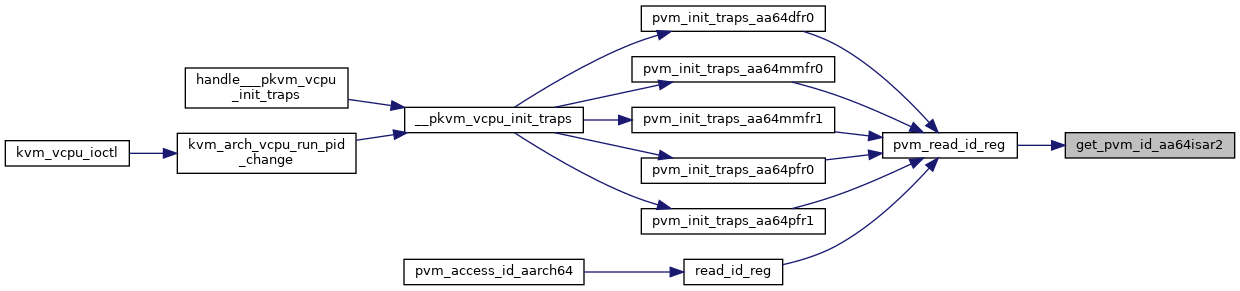 pvm_init_traps_aa64dfr0
pvm_init_traps_aa64mmfr0
handle___pkvm_vcpu
_init_traps
__pkvm_vcpu_init_traps
pvm_init_traps_aa64mmfr1
kvm_vcpu_ioctl
kvm_arch_vcpu_run_pid
_change
pvm_read_id_reg
get_pvm_id_aa64isar2
pvm_init_traps_aa64pfr0
pvm_init_traps_aa64pfr1
pvm_access_id_aarch64
read_id_reg